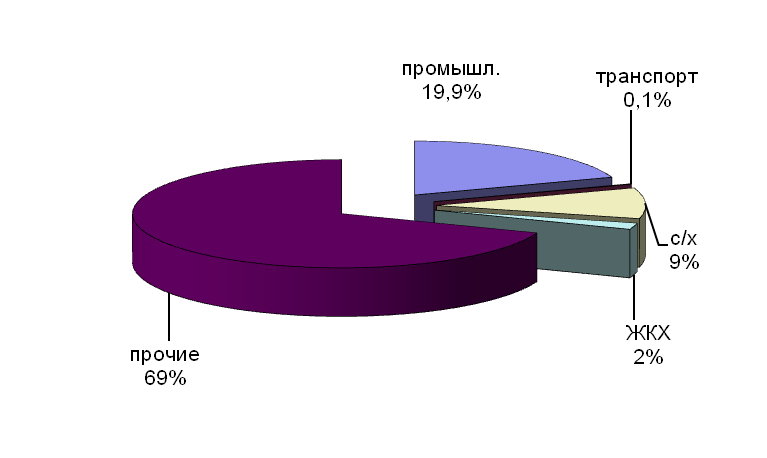 промышл.
19,9%
транспорт
0,1%
с/х
9%
ЖКХ
2%
прочие
69%